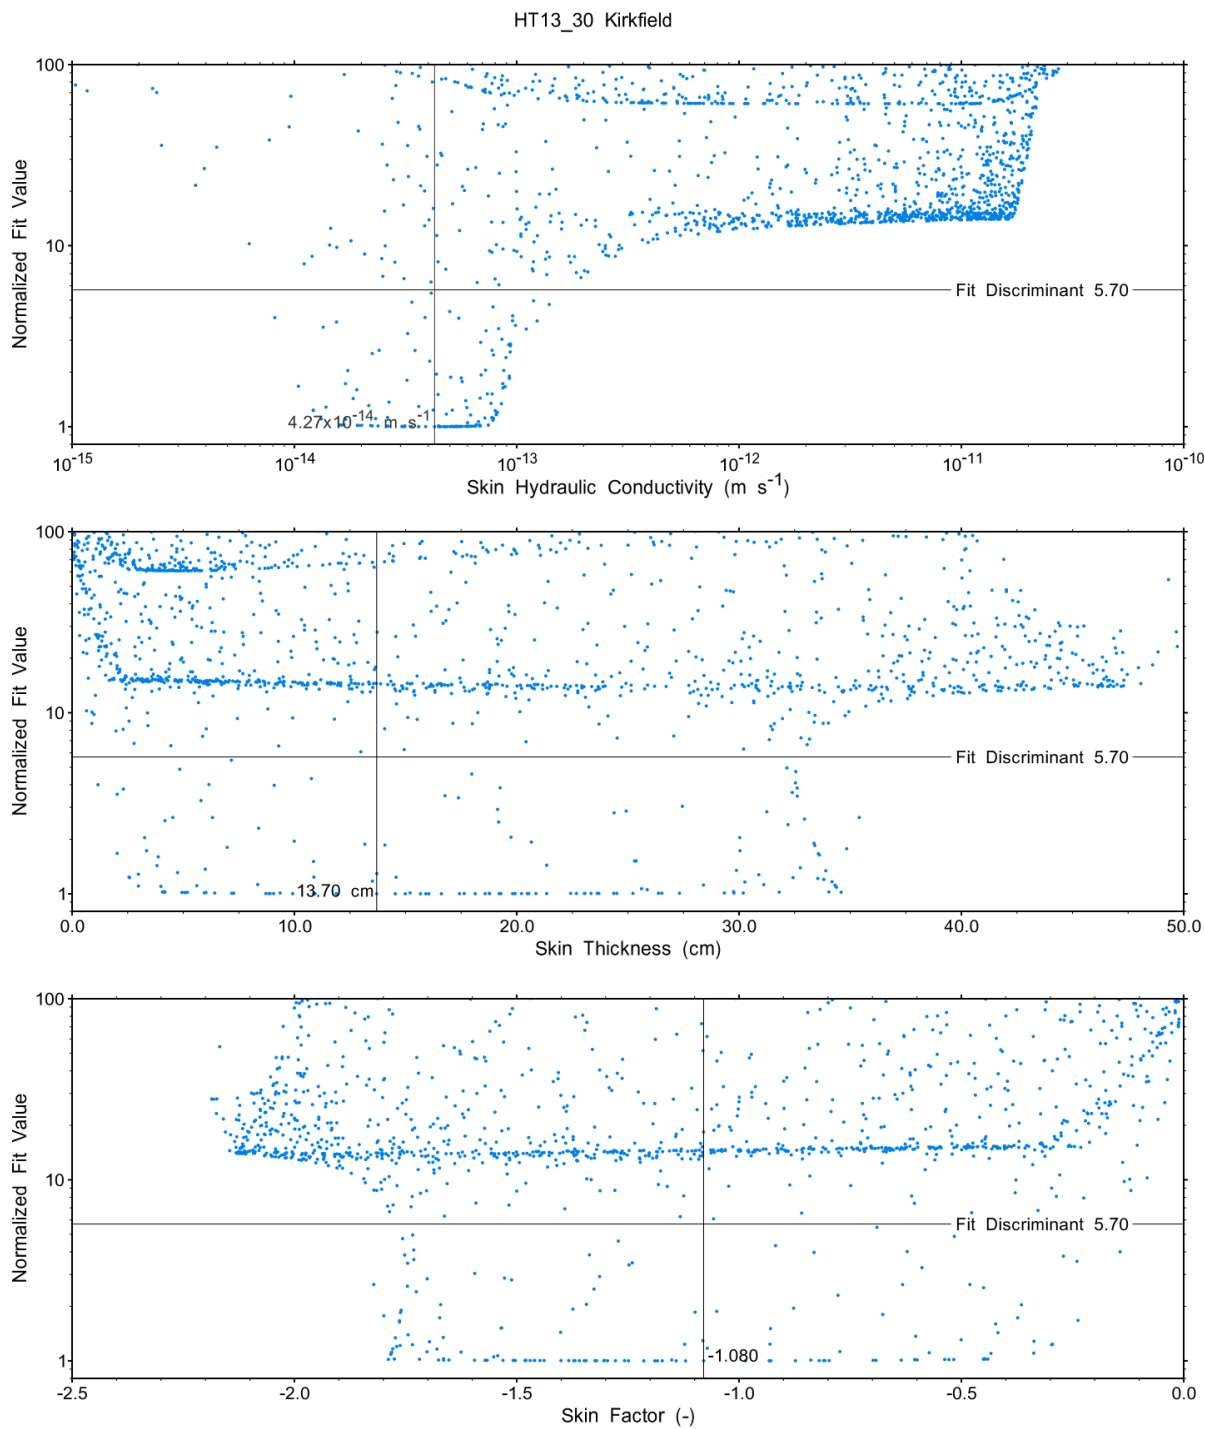 HT13_30 Kirkfield
100
10
1
Normalized Fit Value
Fit Discriminant 5.70
4.27x10-14 m s-1
10-15 10-14 10-13 10-12 10-11 10-10
Skin Hydraulic Conductivity (m s-1)
100
10
1
Normalized Fit Value
Fit Discriminant 5.70
13.70 cm
0.0 10.0 20.0 30.0 40.0 50.0
Skin Thickness (cm)
100
10
1
Normalized Fit Value
Fit Discriminant 5.70
-1.080
-2.5 -2.0 -1.5 -1.0 -0.5 0.0
Skin Factor (-)